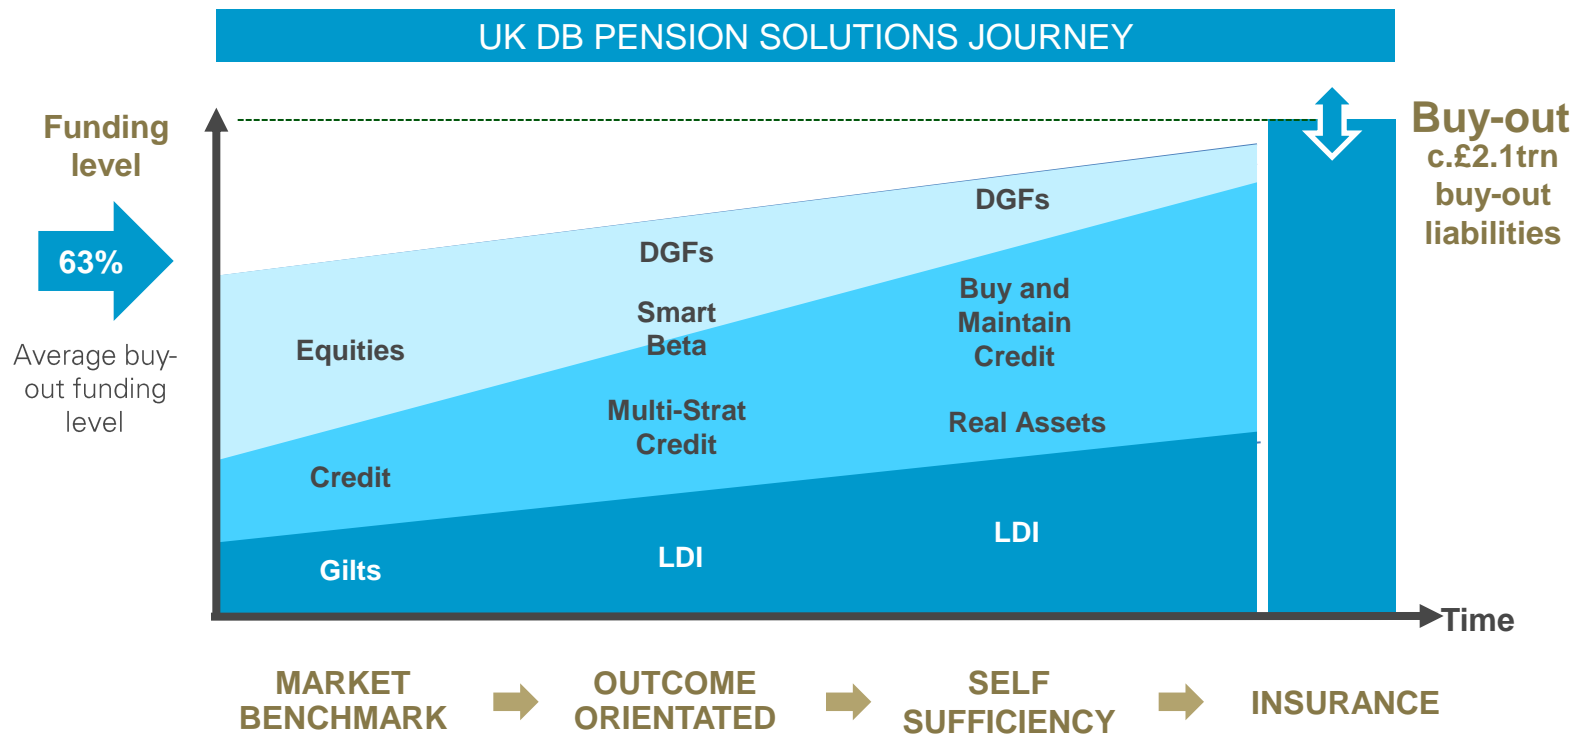 UK DB PENSION SOLUTIONS JOURNEY
Funding
level
63%
Average buy-
out funding
level
Equities
Credit
Gilts
DGFs
Smart
Beta
Multi-Strat
Credit
LDI
DGFs
Buy and
Maintain
Credit
Real Assets
LDI
Buy-out
c.£2.1trn
buy-out
liabilities
Time
MARKET
BENCHMARK
OUTCOME
ORIENTATED
SELF
SUFFICIENCY
INSURANCE